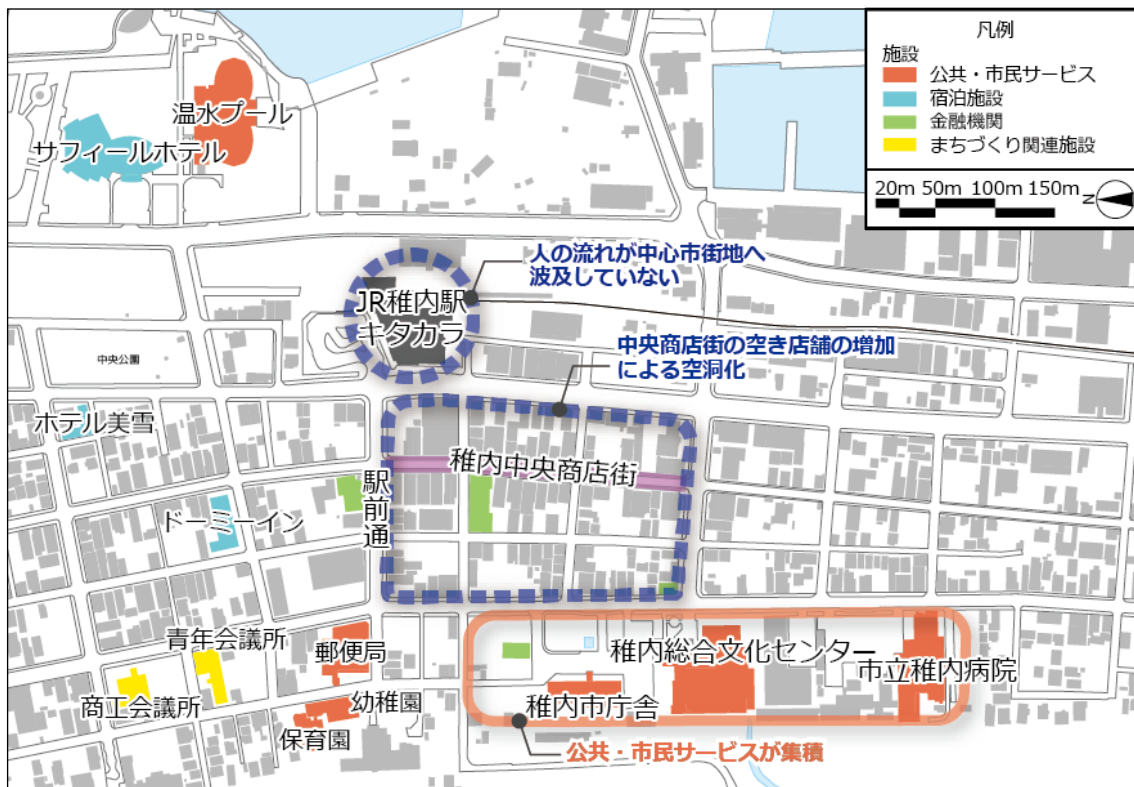 凡例
施設
公共・市民サービス
宿泊施設
金融機関
まちづくり関連施設
20m 50m 100m 150m
N
温水プール
サフィールホテル
人の流れが中心市街地へ
波及していない
JR稚内駅
キタカラ
中央商店街の空き店舗の増加
による空洞化
中央公園
ホテル美雪
稚内中央商店街
駅前通
ドーミーイン
青年会議所
郵便局
稚内総合文化センター
市立稚内病院
商工会議所
幼稚園
稚内市庁舎
保育園
公共・市民サービスが集積